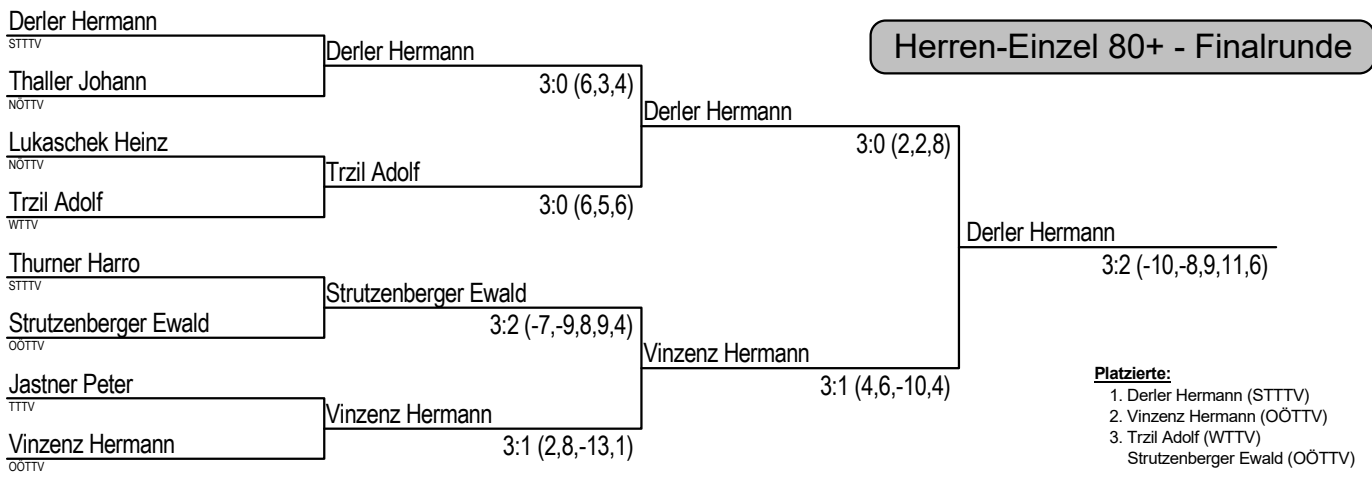 Herren-Einzel 80+ - Finalrunde
Derler Hermann
STTTV
Thaller Johann
NÖTTV
Lukaschek Heinz
NÖTTV
Trzil Adolf
WTTV
Thurner Harro
STTTV
Strutzenberger Ewald
OÖTTV
Jastner Peter
TTTV
Vinzenz Hermann
OÖTTV
Derler Hermann
3:0 (6,3,4)
Trzil Adolf
3:0 (6,5,6)
Strutzenberger Ewald
3:2 (-7,-9,8,9,4)
Vinzenz Hermann
3:1 (2,8,-13,1)
Derler Hermann
3:0 (2,2,8)
Vinzenz Hermann
3:1 (4,6,-10,4)
Derler Hermann
3:2 (-10,-8,9,11,6)
Platzierte:
1. Derler Hermann (STTTV)
2. Vinzenz Hermann (OÖTTV)
3. Trzil Adolf (WTTV)
Strutzenberger Ewald (OÖTTV)